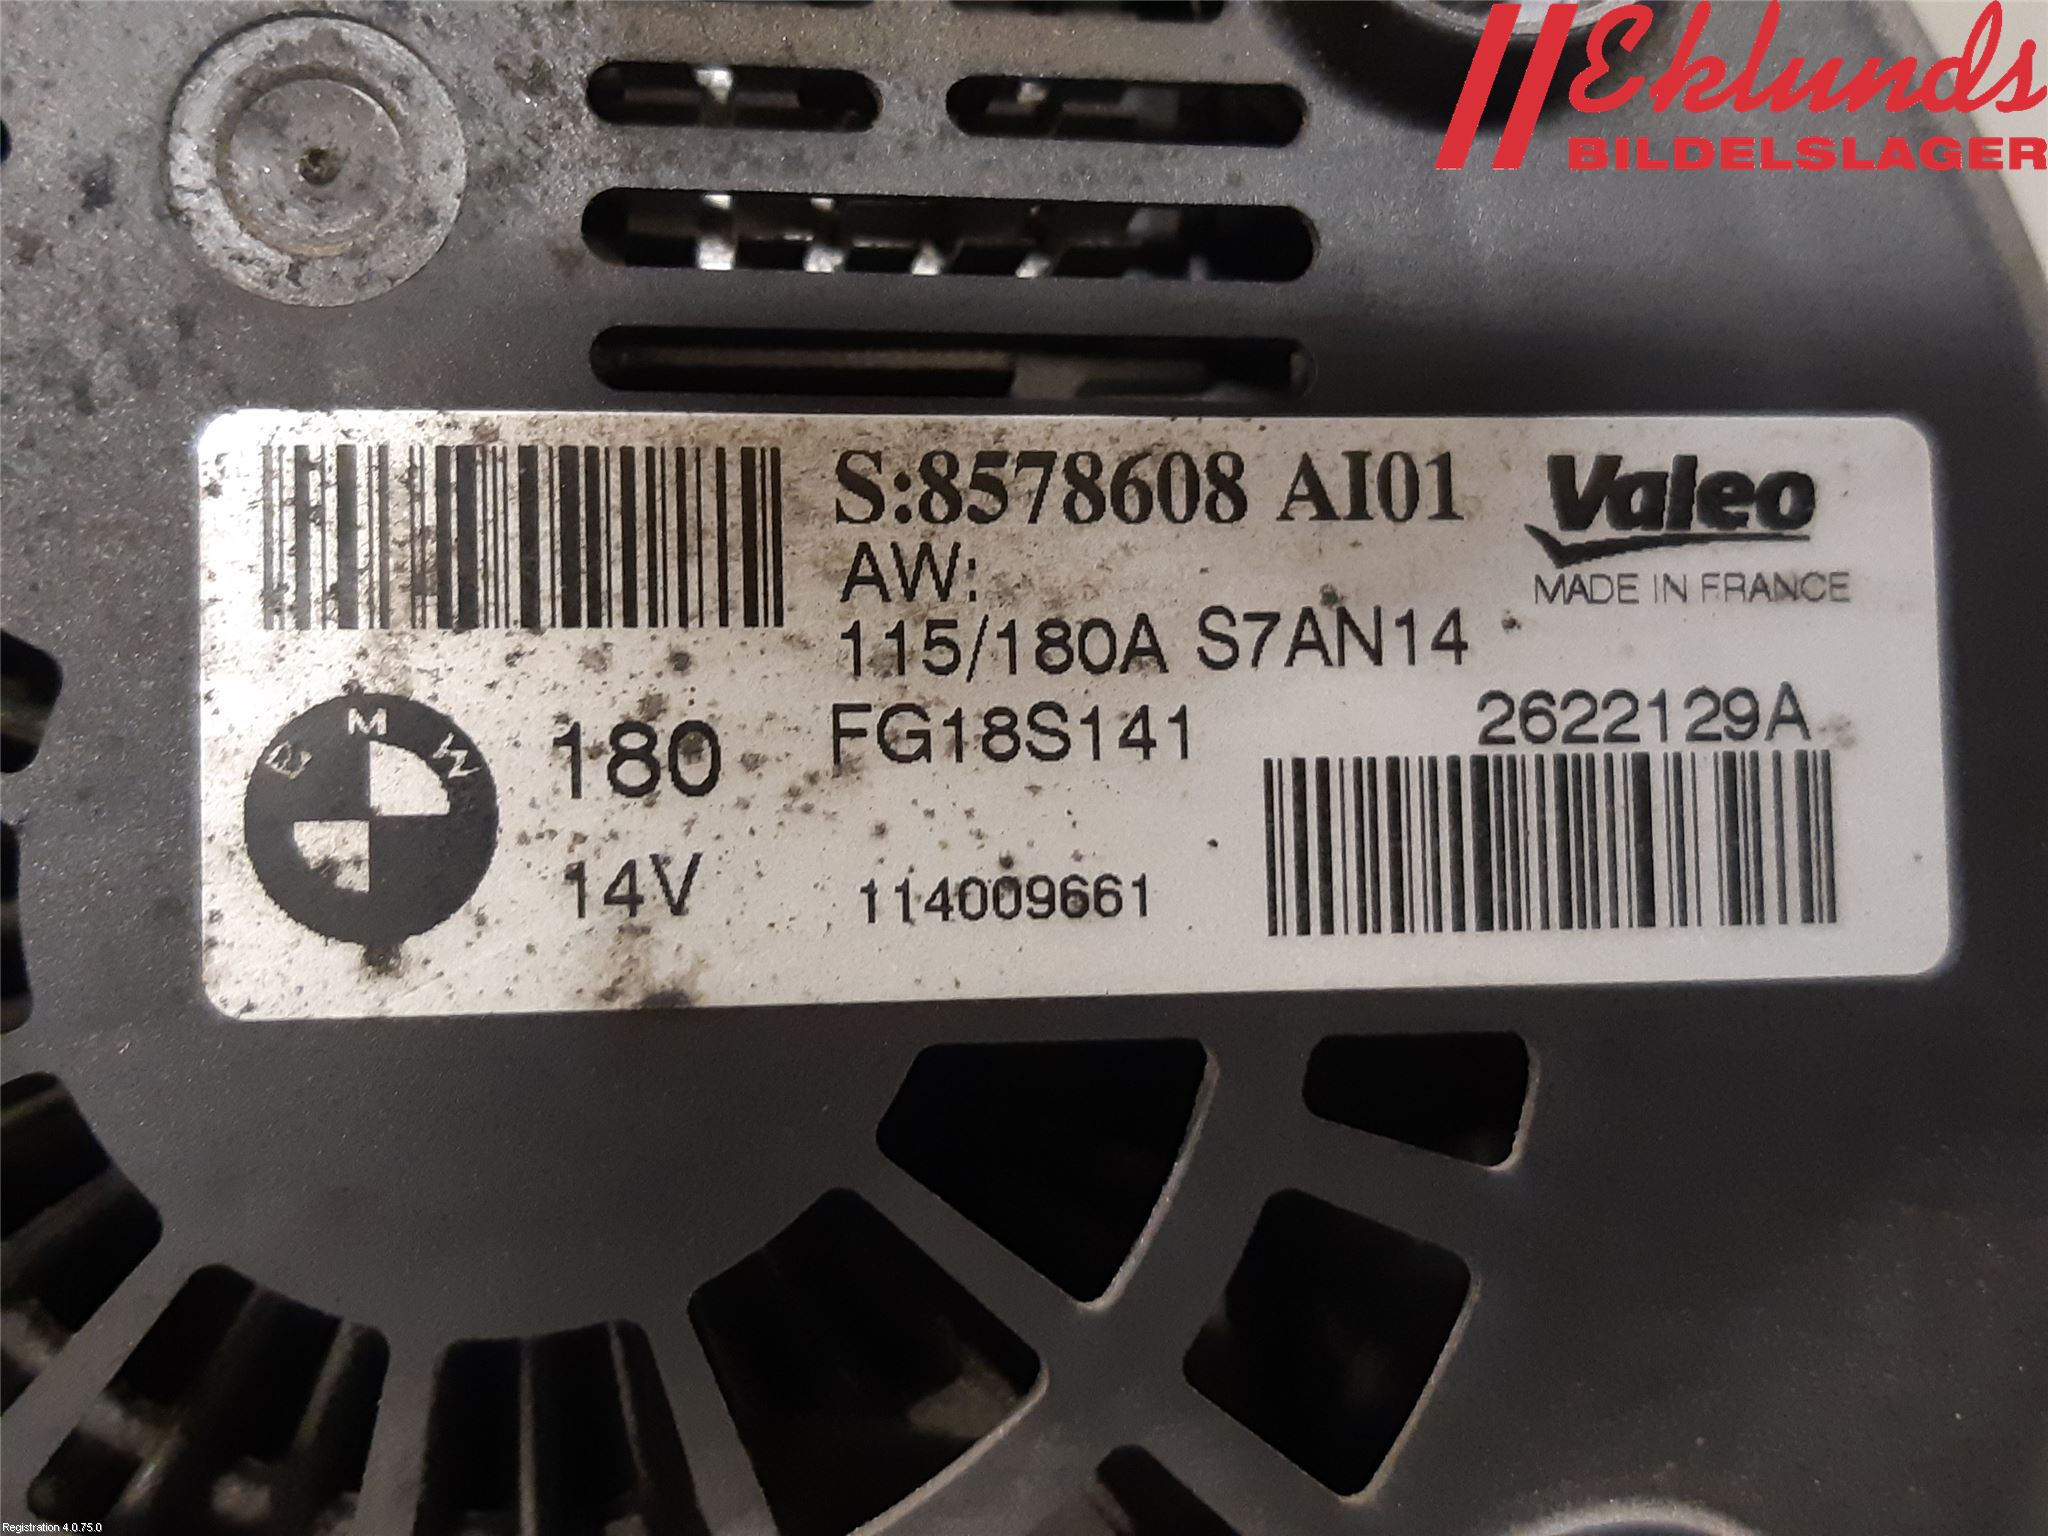 Eklunds
BILDELSLAGER
S:8578608 AI01
Valeo
AW:
MADE IN FRANCE
115/180A S7AN14
2622129A
BMW
180
FG18S141
14V
114009661
Registration 4.0.75.0